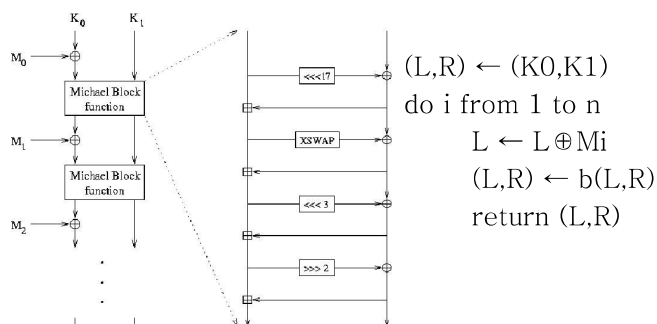 K0 K1
M0
Michael Block
function
M1
Michael Block
function
M2
<<<17
XSWAP
<<< 3
>>> 2
(L,R) ← (K0,K1)
do i from 1 to n
L ← L⊕Mi
(L,R) ← b(L,R)
return (L,R)